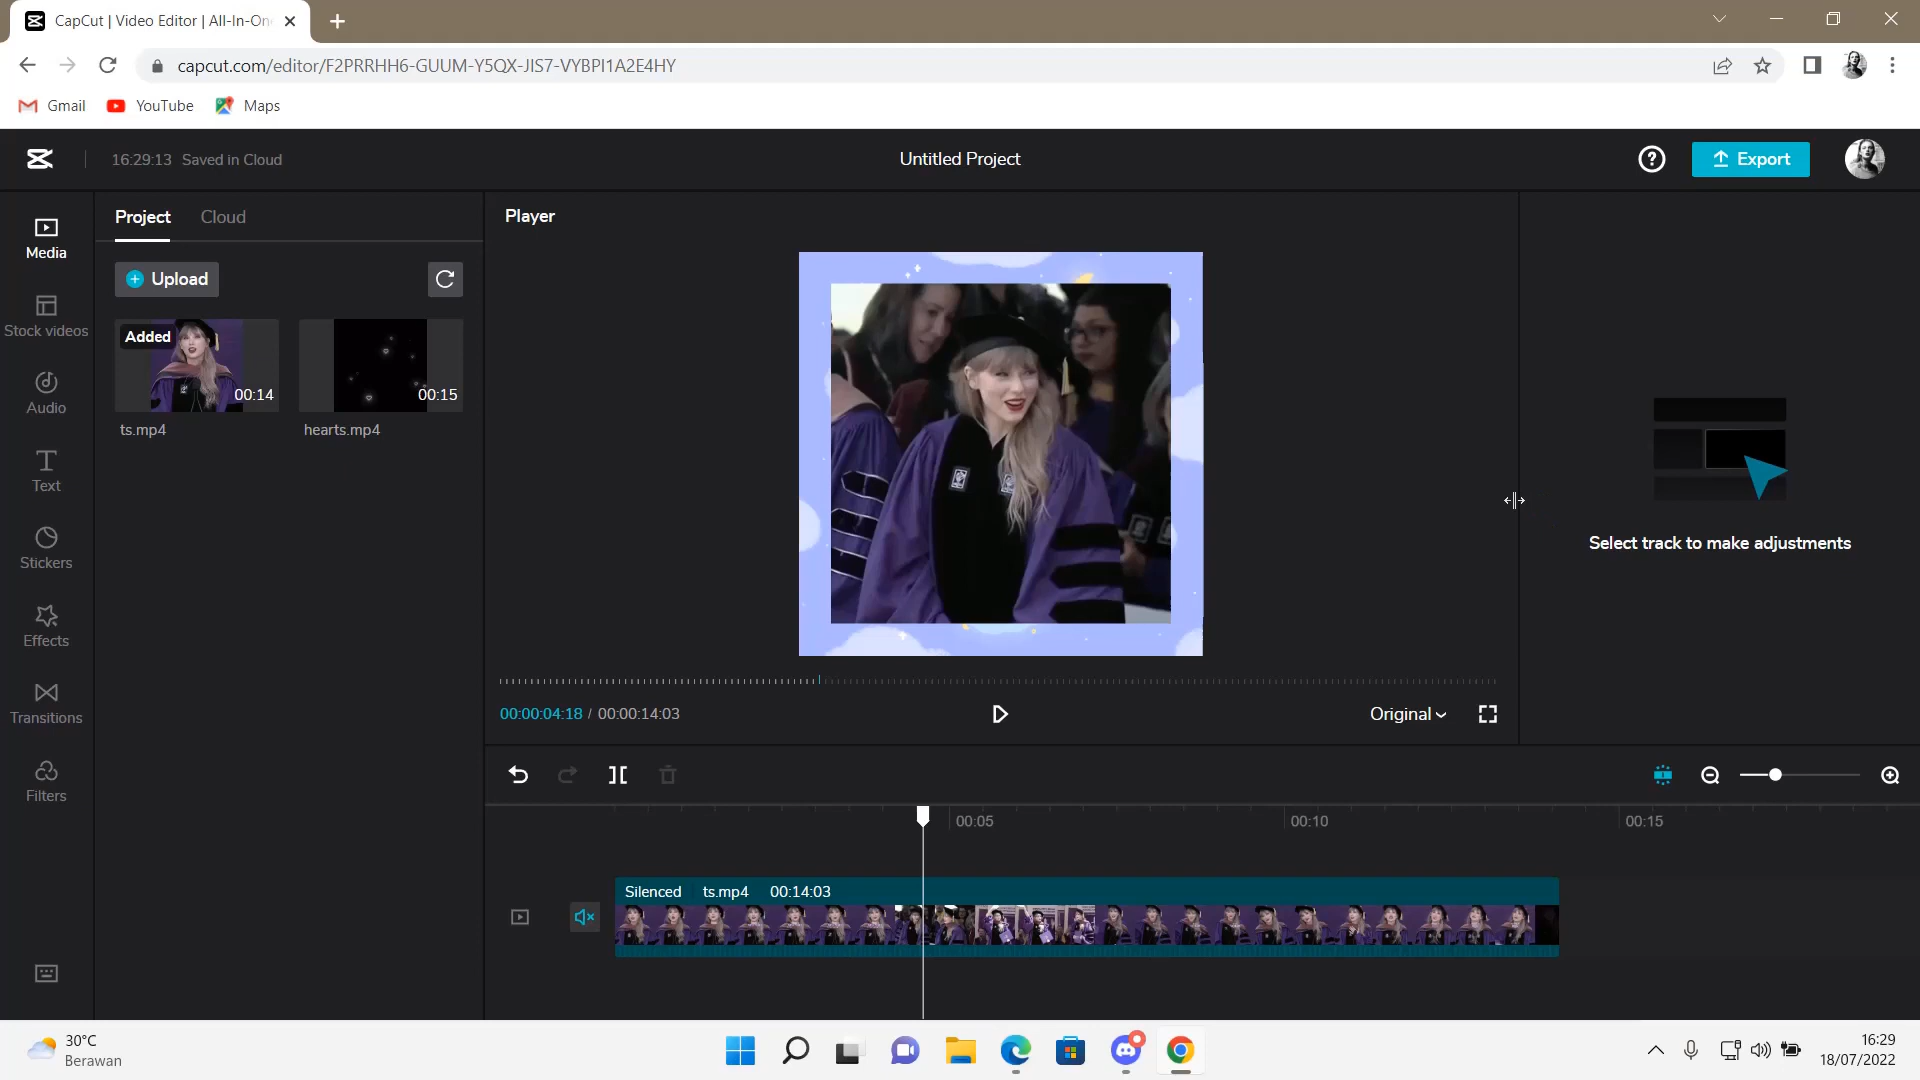 CapCut | Video Editor | All-In-On
capcut.com/editor/F2PRRHH6-GUUM-Y5QX-JIS7-VYBPI1A2E4HY
Gmail YouTube Maps
16:29:13 Saved in Cloud
Untitled Project
Export
Media
Stock videos
Audio
Text
Stickers
Effects
Transitions
Filters
Project Cloud
Upload
Added
00:14
00:15
ts.mp4
hearts.mp4
Player
00:00:04:18 / 00:00:14:03
Original
Select track to make adjustments
00:05
00:10
00:15
Silenced ts.mp4 00:14:03
30°C
Berawan
16:29
18/07/2022